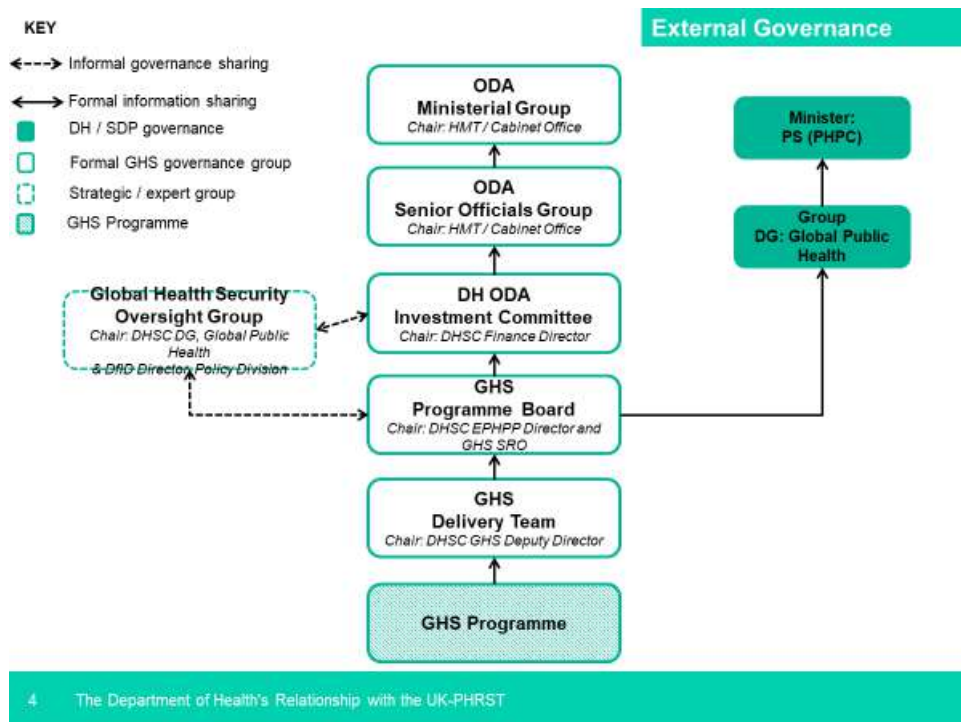 KEY
External Governance
Informal governance sharing
Formal information sharing
DH / SDP governance
Formal GHS governance group
Strategic / expert group
GHS Programme
ODA
Ministerial Group
Chair: HMT / Cabinet Office
Minister:
PS (PHPC)
ODA
Senior Officials Group
Chair: HMT / Cabinet Office
Group
DG: Global Public
Health
Global Health Security
Oversight Group
Chair: DHSC DG, Global Public
Health
& DfID Director, Policy Division
DH ODA
Investment Committee
Chair: DHSC Finance Director
GHS
Programme Board
Chair: DHSC EPHPP Director and
GHS SRO
GHS
Delivery Team
Chair: DHSC GHS Deputy Director
GHS Programme
4 The Department of Health's Relationship with the UK-PHRST